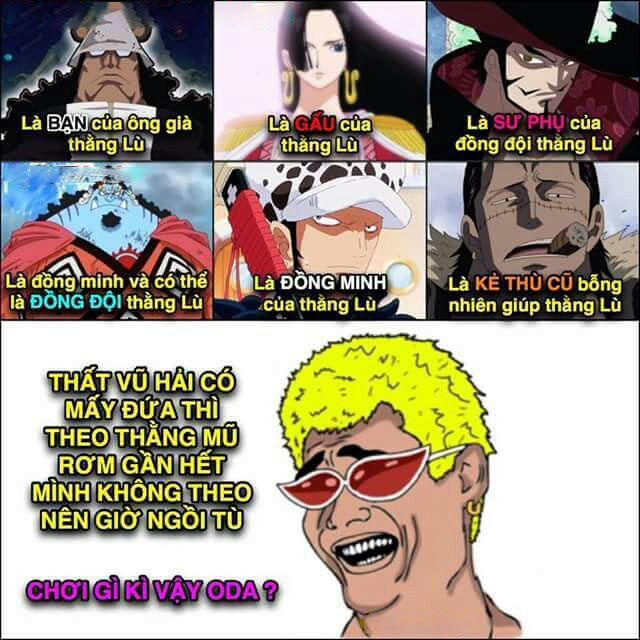 Là BẠN của ông già
thằng Lù
Là GẤU của
thằng Lù
Là SƯ PHỤ của
đồng đội thằng Lù
Là đồng minh và có thể
là ĐỒNG ĐỘI thằng Lù
Là ĐỒNG MINH
của thằng Lù
Là KẺ THÙ CŨ bỗng
nhiên giúp thằng Lù
THẤT VŨ HẢI CÓ
MẤY ĐỨA THÌ
THEO THẰNG MŨ
RƠM GẦN HẾT
MÌNH KHÔNG THEO
NÊN GIỜ NGỒI TÙ
CHƠI GÌ KÌ VẬY ODA ?